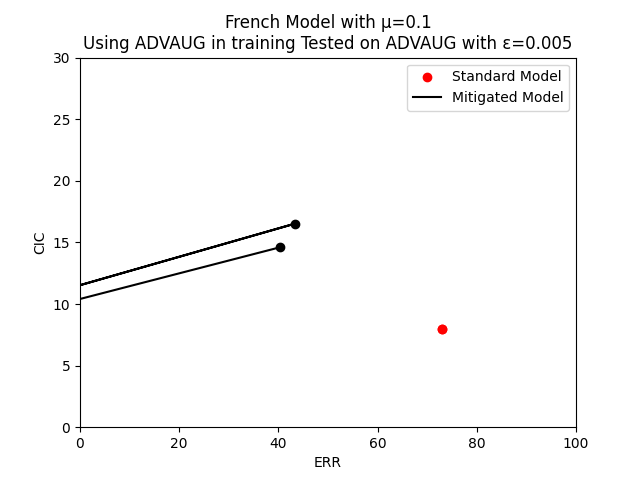 French Model with μ=0.1
Using ADVAUG in training Tested on ADVAUG with ε=0.005
30
25
20
15
10
5
0
CIC
Standard Model
Mitigated Model
0 20 40 60 80 100
ERR